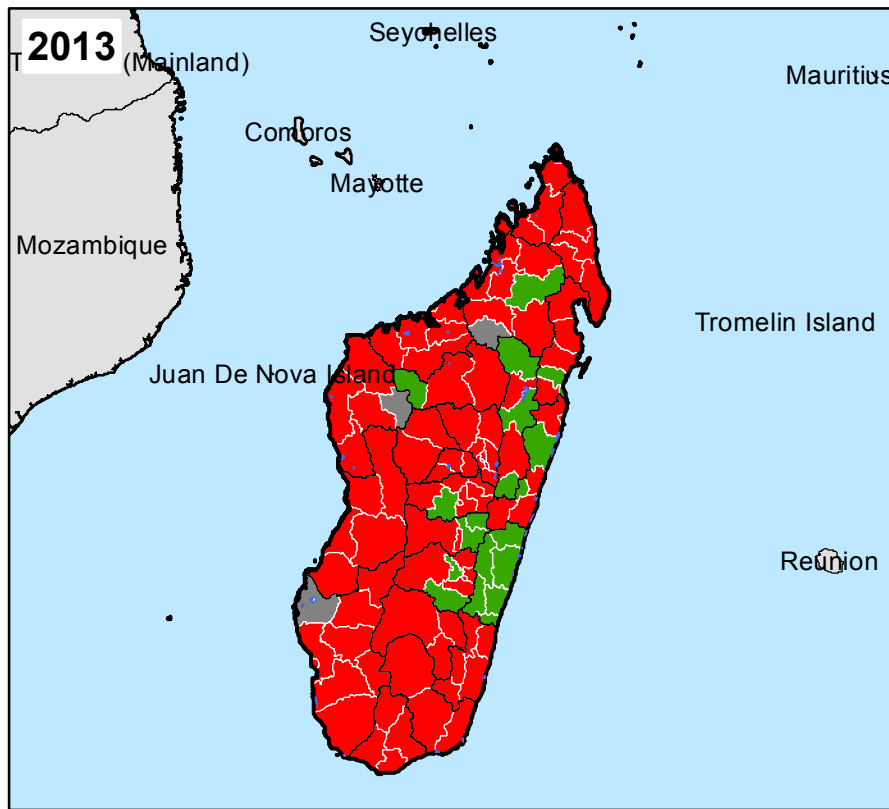 2013
Seychelles
(Mainland)
Mauritius
Comoros
Mayotte
Mozambique
Tromelin Island
Juan De Nova Island
Reunion